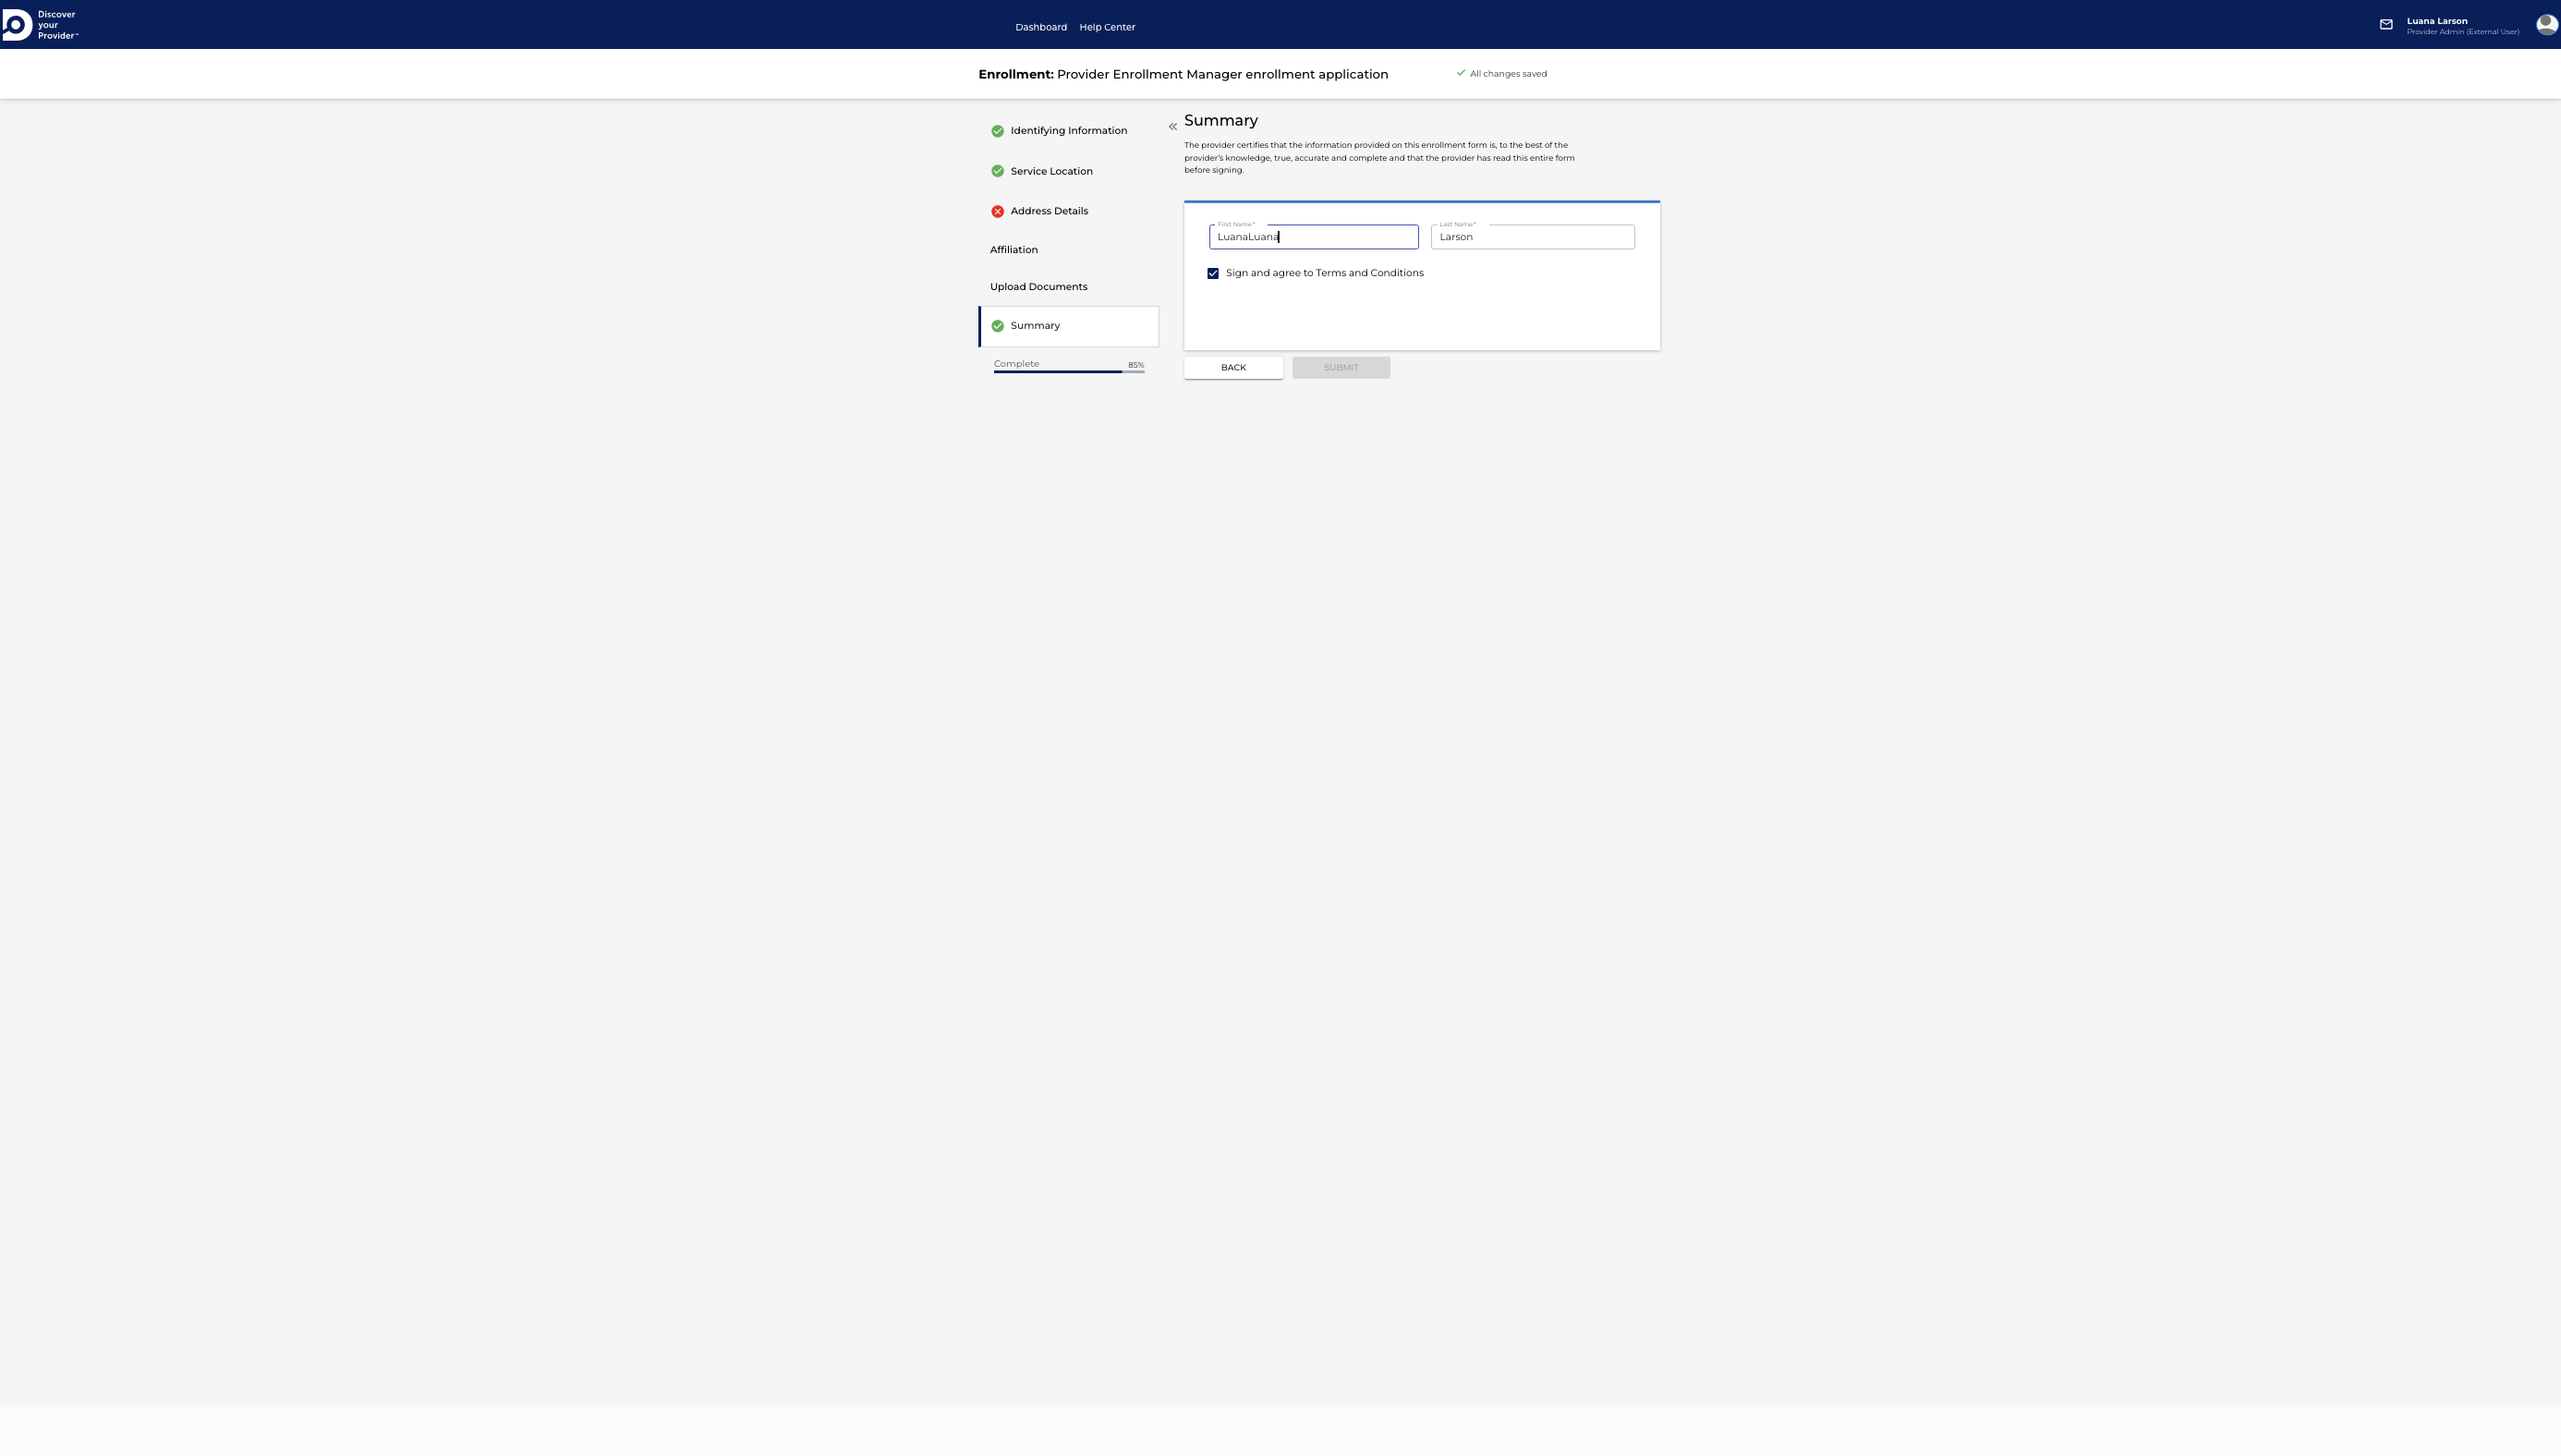 Discover
your
Provider™
Dashboard Help Center
Luana Larson
Provider Admin (External User)
Enrollment: Provider Enrollment Manager enrollment application
All changes saved
Identifying Information
Service Location
Address Details
Affiliation
Upload Documents
Summary
Complete 85%
Summary
The provider certifies that the information provided on this enrollment form is, to the best of the
provider's knowledge, true, accurate and complete and that the provider has read this entire form
before signing.
First Name* Last Name*
LuanaLuana Larson
Sign and agree to Terms and Conditions
BACK SUBMIT